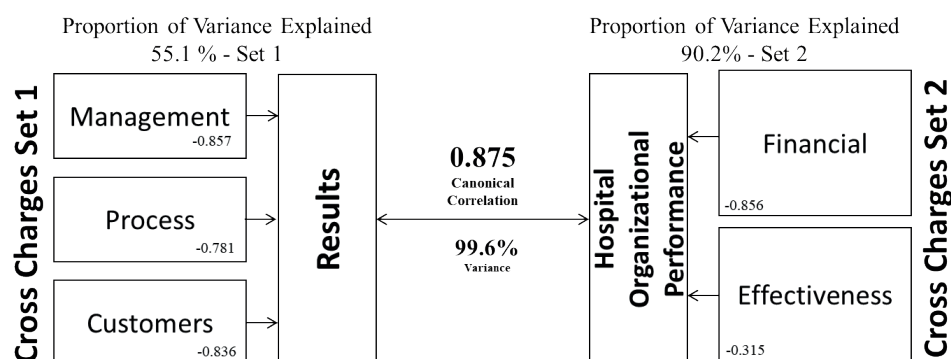 Proportion of Variance Explained
55.1 % - Set 1
Proportion of Variance Explained
90.2% - Set 2
Cross Charges Set 1
Management
-0.857
Process
-0.781
Customers
-0.836
Results
0.875
Canonical
Correlation
99.6%
Variance
Hospital
Organizational
Performance
Financial
-0.856
Effectiveness
-0.315
Cross Charges Set 2